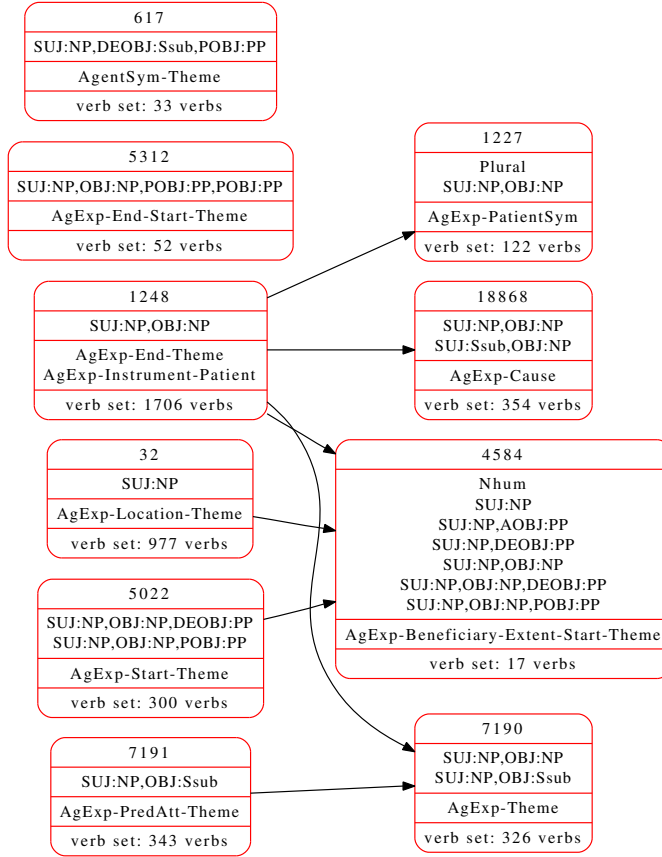 617
SUJ:NP,DEOBJ:Ssub,POBJ:PP
AgentSym-Theme
verb set: 33 verbs
5312
SUJ:NP,OBJ:NP,POBJ:PP,POBJ:PP
AgExp-End-Start-Theme
verb set: 52 verbs
1248
SUJ:NP,OBJ:NP
AgExp-End-Theme
AgExp-Instrument-Patient
verb set: 1706 verbs
32
SUJ:NP
AgExp-Location-Theme
verb set: 977 verbs
5022
SUJ:NP,OBJ:NP,DEOBJ:PP
SUJ:NP,OBJ:NP,POBJ:PP
AgExp-Start-Theme
verb set: 300 verbs
7191
SUJ:NP,OBJ:Ssub
AgExp-PredAtt-Theme
verb set: 343 verbs
1227
Plural
SUJ:NP,OBJ:NP
AgExp-PatientSym
verb set: 122 verbs
18868
SUJ:NP,OBJ:NP
SUJ:Ssub,OBJ:NP
AgExp-Cause
verb set: 354 verbs
4584
Nhum
SUJ:NP
SUJ:NP,AOBJ:PP
SUJ:NP,DEOBJ:PP
SUJ:NP,OBJ:NP
SUJ:NP,OBJ:NP,DEOBJ:PP
SUJ:NP,OBJ:NP,POBJ:PP
AgExp-Beneficiary-Extent-Start-Theme
verb set: 17 verbs
7190
SUJ:NP,OBJ:NP
SUJ:NP,OBJ:Ssub
AgExp-Theme
verb set: 326 verbs